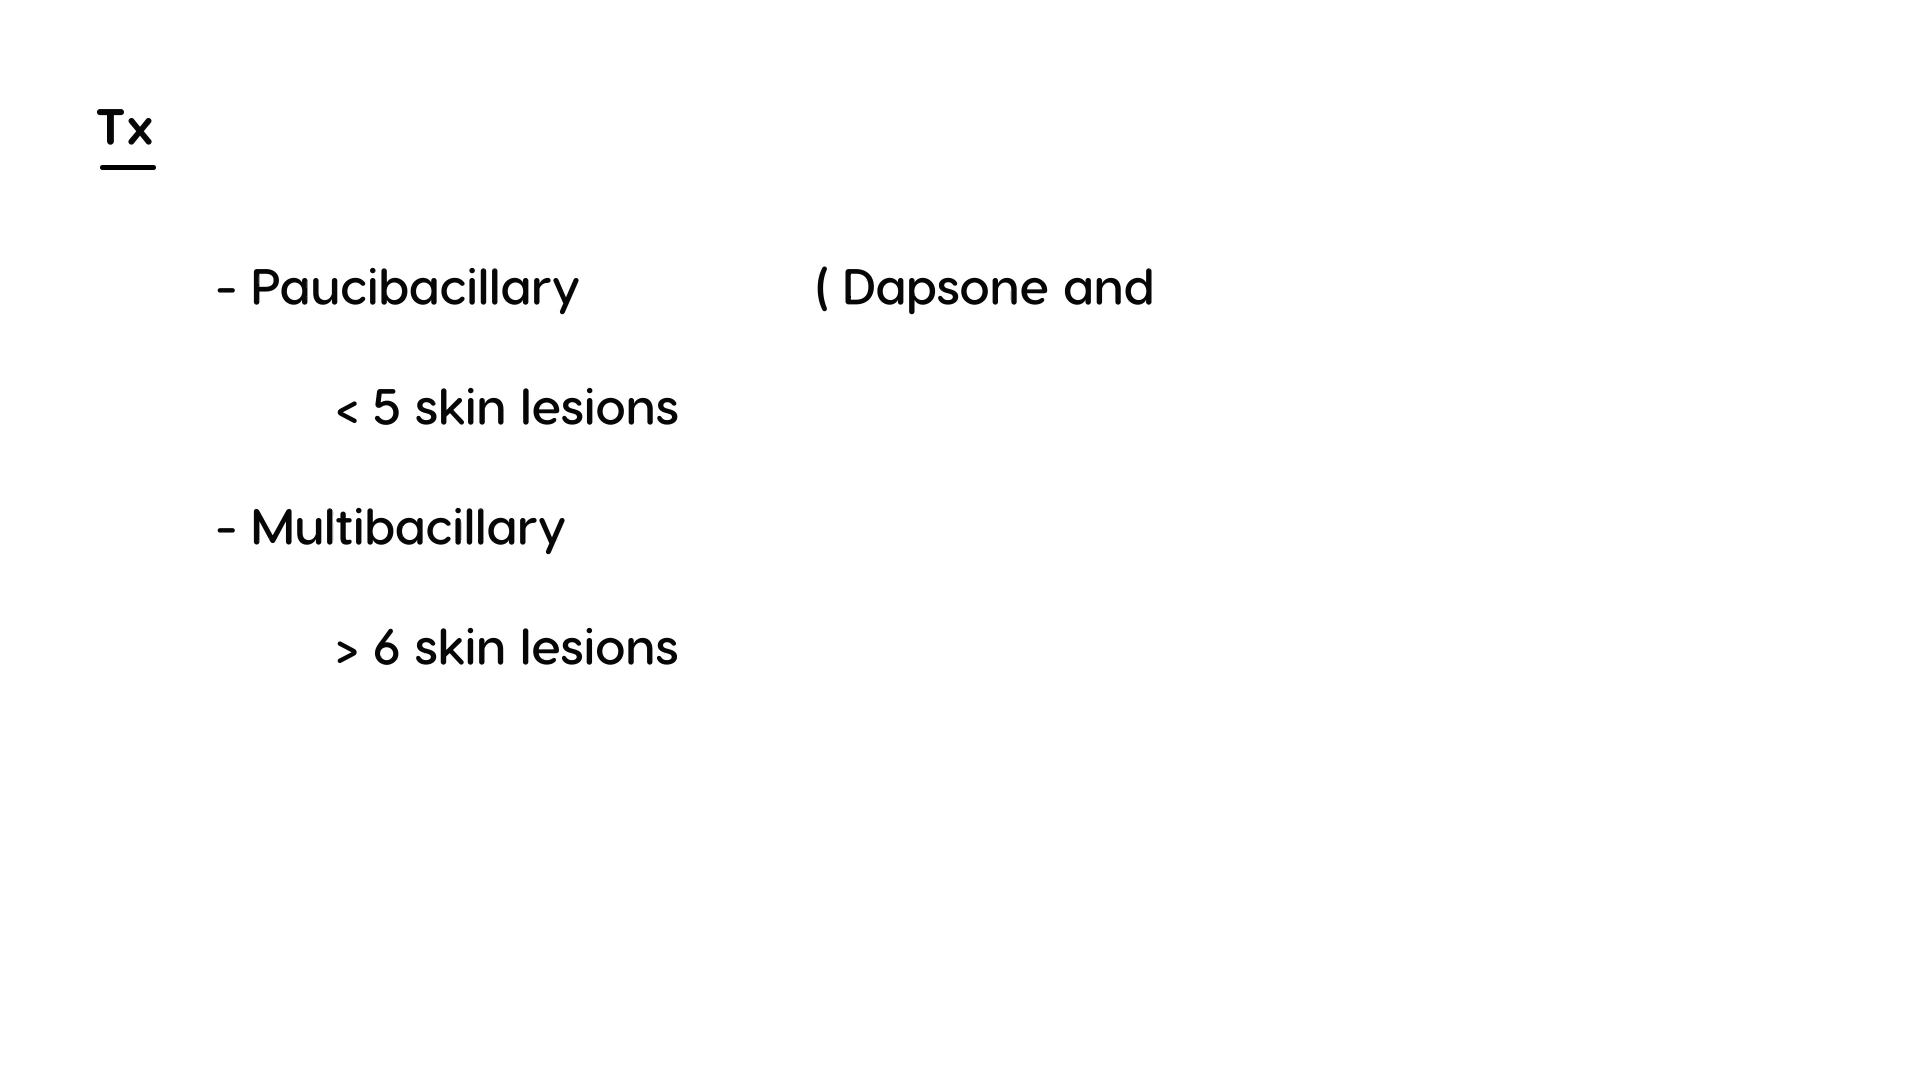 Tx
- Paucibacillary ( Dapsone and
< 5 skin lesions
- Multibacillary
> 6 skin lesions